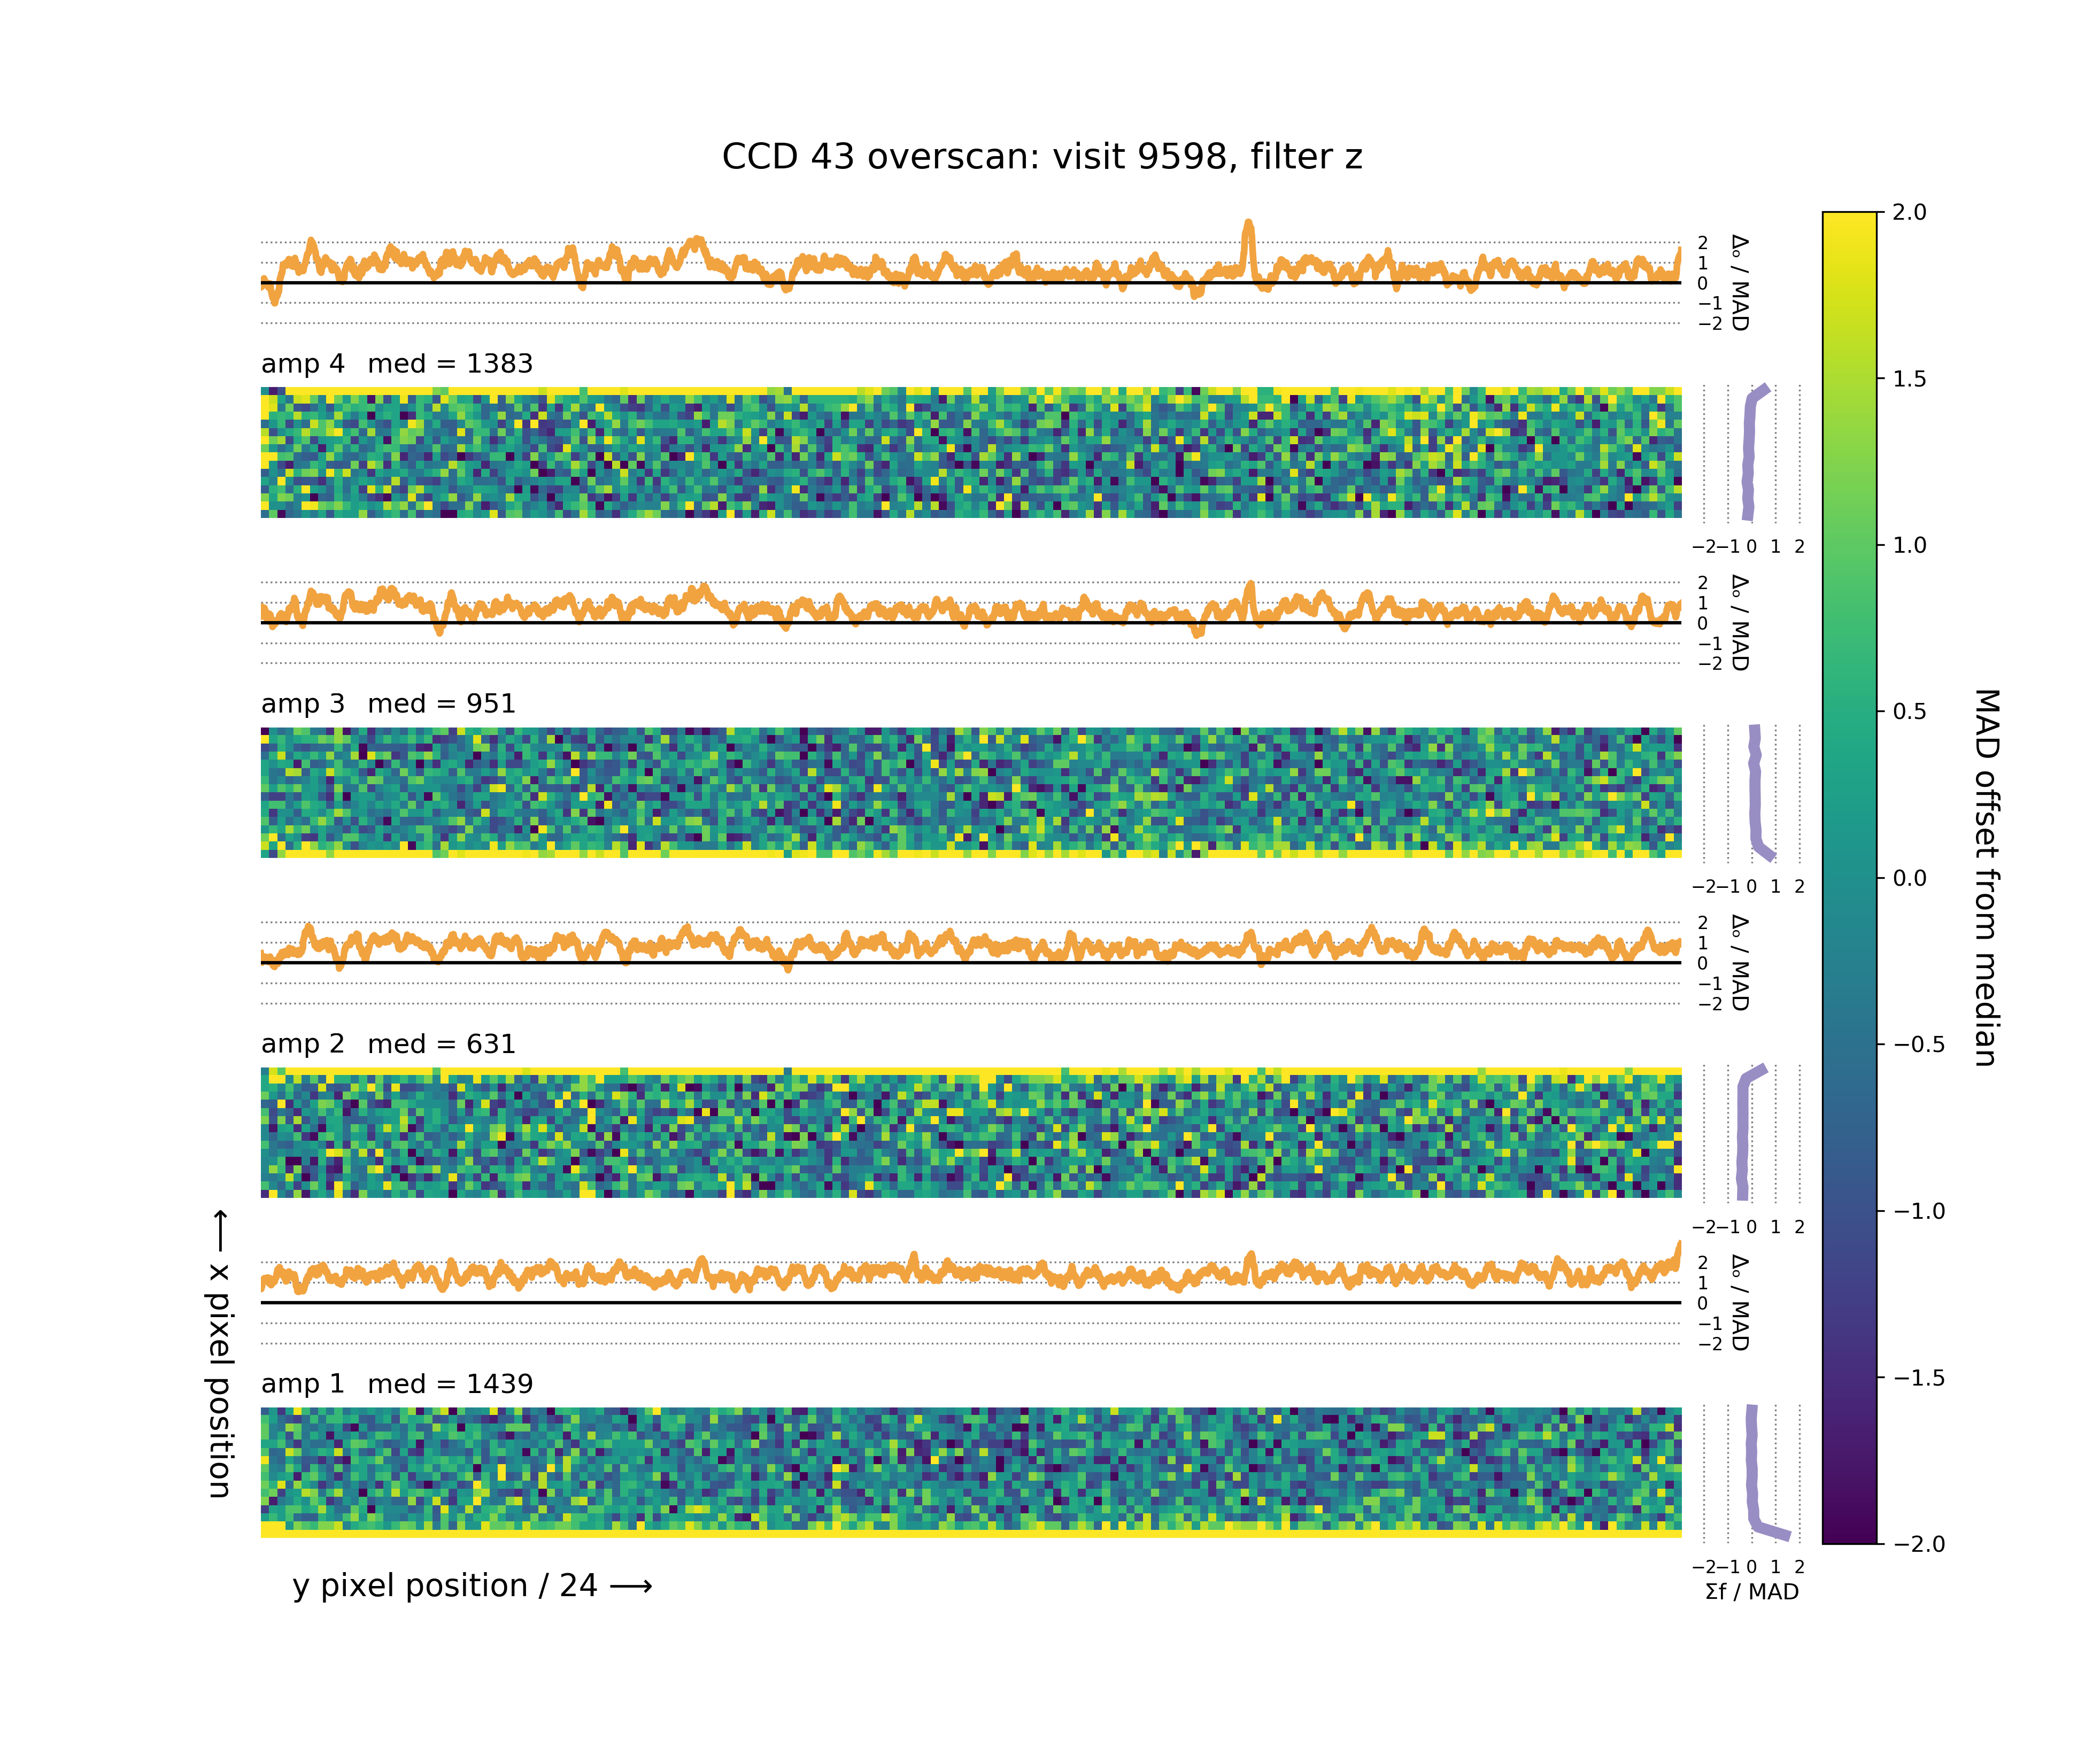 CCD 43 overscan: visit 9598, filter z
2
1
0
−1
−2
Δₒ / MAD
amp 4 med = 1383
−2 −1 0 1 2
2
1
0
−1
−2
Δₒ / MAD
amp 3 med = 951
−2 −1 0 1 2
2
1
0
−1
−2
Δₒ / MAD
amp 2 med = 631
−2 −1 0 1 2
2
1
0
−1
−2
Δₒ / MAD
amp 1 med = 1439
−2 −1 0 1 2
Σf / MAD
y pixel position / 24 ⟶
⟵ x pixel position
2.0
1.5
1.0
0.5
0.0
−0.5
−1.0
−1.5
−2.0
MAD offset from median